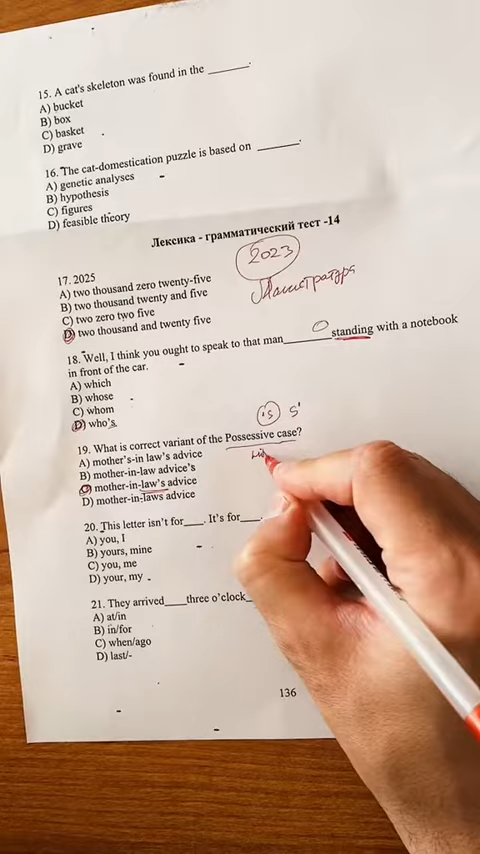 15. A cat's skeleton was found in the ______.
A) bucket
B) box
C) basket
D) grave
16. The cat-domestication puzzle is based on ______.
A) genetic analyses
B) hypothesis
C) figures
D) feasible theory
Лексика - грамматический тест -14
2023
Магистратура
17. 2025
A) two thousand zero twenty-five
B) two thousand twenty and five
C) two zero two five
D) two thousand and twenty five
18. Well, I think you ought to speak to that man_______ standing with a notebook
in front of the car.
A) which
B) whose
C) whom
D) who's
's s'
19. What is correct variant of the Possessive case?
A) mother's-in law's advice
B) mother-in-law advice's
C) mother-in-law's advice
D) mother-in-laws advice
20. This letter isn't for____. It's for____.
A) you, I
B) yours, mine
C) you, me
D) your, my
21. They arrived____three o'clock_
A) at/in
B) in/for
C) when/ago
D) last/-
136